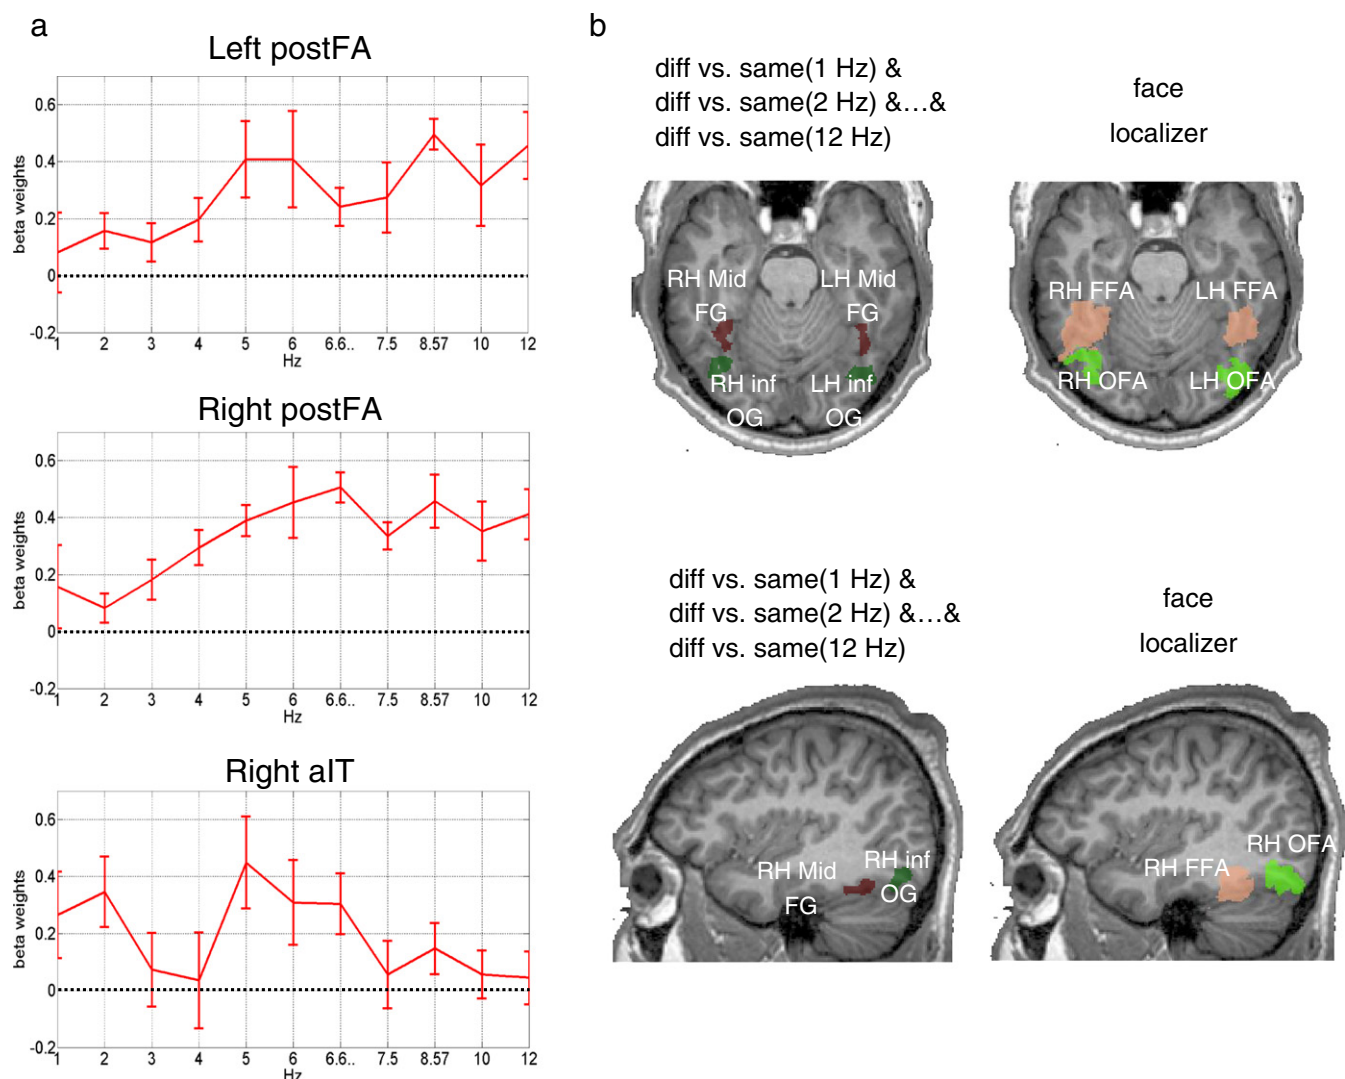 a
Left postFA
beta weights
0.6
0.4
0.2
0
-0.2
1 2 3 4 5 6 6.6.. 7.5 8.57 10 12
Hz
Right postFA
beta weights
0.6
0.4
0.2
0
-0.2
1 2 3 4 5 6 6.6.. 7.5 8.57 10 12
Hz
Right aIT
beta weights
0.6
0.4
0.2
0
-0.2
1 2 3 4 5 6 6.6.. 7.5 8.57 10 12
Hz
b
diff vs. same(1 Hz) &
diff vs. same(2 Hz) &...&
diff vs. same(12 Hz)
face
localizer
RH Mid
FG
LH Mid
FG
RH inf
OG
LH inf
OG
RH FFA
LH FFA
RH OFA
LH OFA
diff vs. same(1 Hz) &
diff vs. same(2 Hz) &...&
diff vs. same(12 Hz)
face
localizer
RH Mid
FG
RH inf
OG
RH OFA
RH FFA